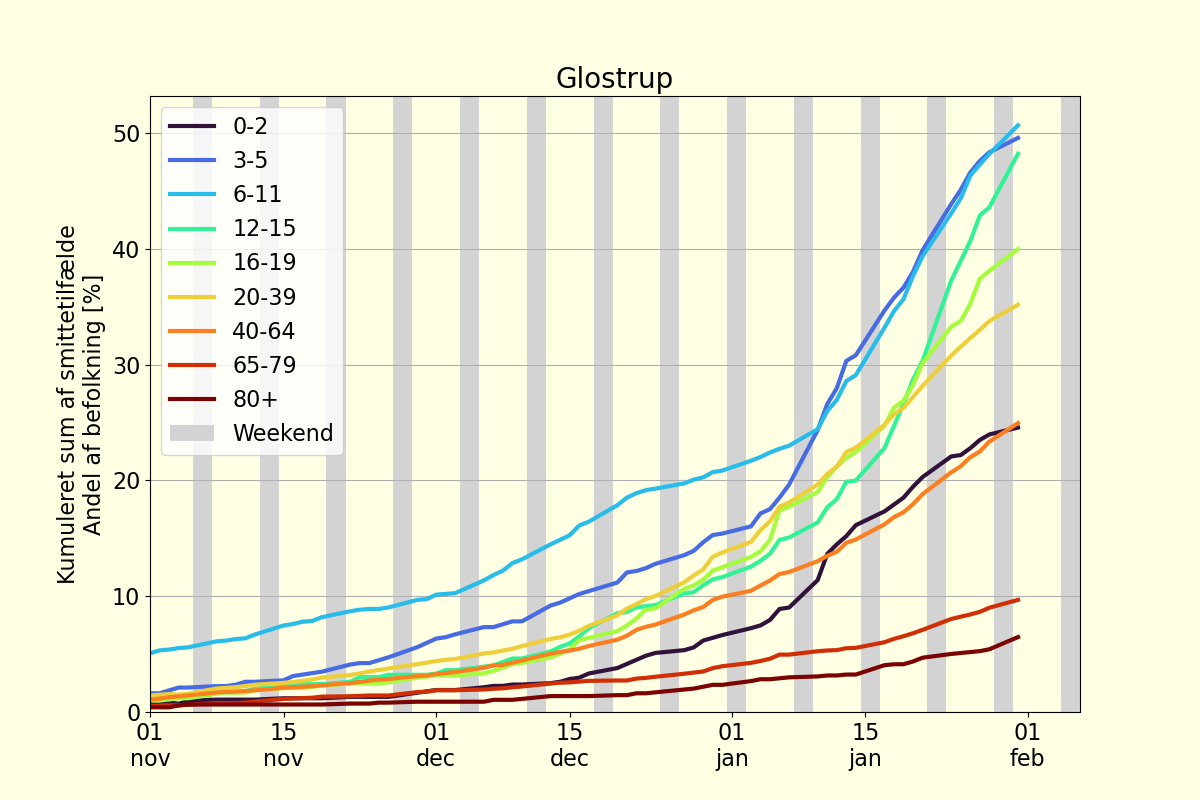 Glostrup
Kumuleret sum af smittetilfælde
Andel af befolkning [%]
50
40
30
20
10
0
0-2
3-5
6-11
12-15
16-19
20-39
40-64
65-79
80+
Weekend
01 15 01 15 01 15 01
nov nov dec dec jan jan feb